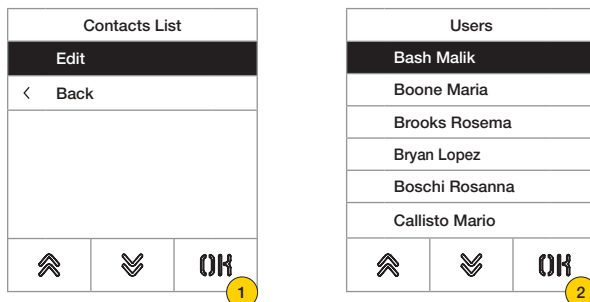 Contacts List
Edit
< Back
OK
1
Users
Bash Malik
Boone Maria
Brooks Rosema
Bryan Lopez
Boschi Rosanna
Callisto Mario
OK
2